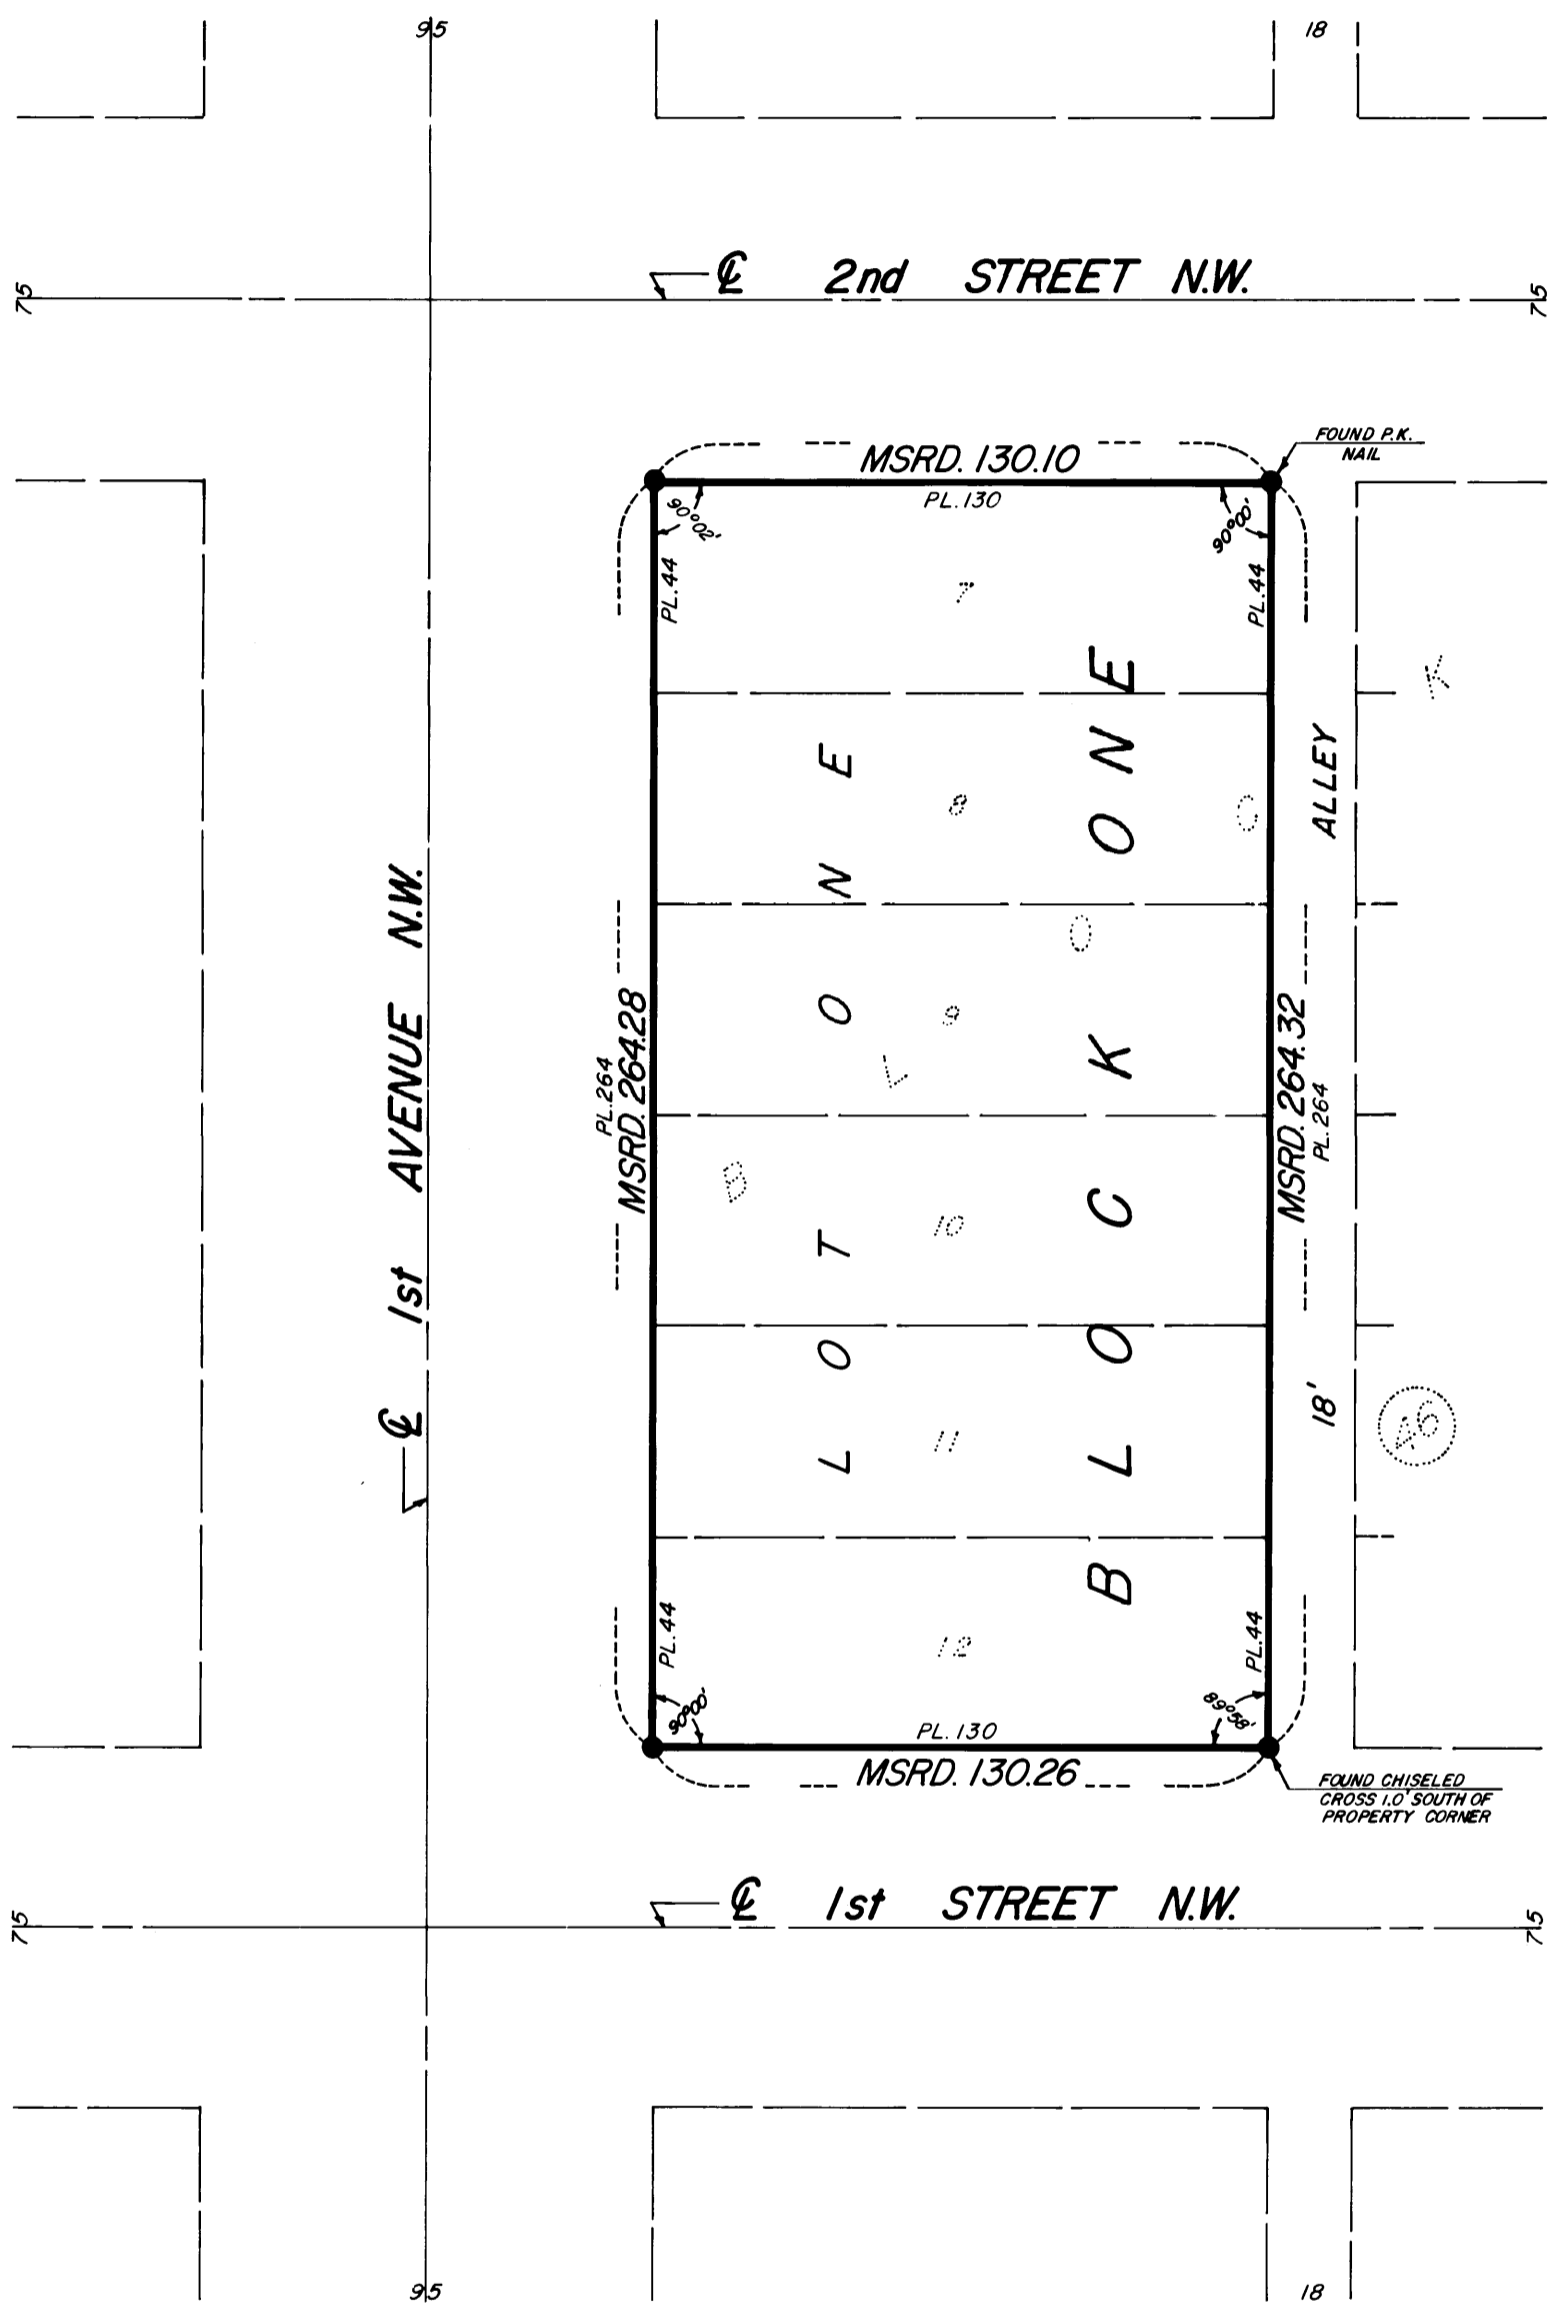 95
18
℄ 2nd STREET N.W.
75
75
FOUND P.K.
NAIL
MSRD. 130.10
PL. 130
90°02'
90°00'
PL. 44
PL. 44
7
K
ALLEY
8
C
O
9
L
℄ 1st AVENUE N.W.
PL. 264
MSRD. 264.28
LOT ONE
BLOCK ONE
MSRD. 264.32
PL. 264
B
10
18'
46
11
PL. 44
PL. 44
12
90°00'
89°58'
PL. 130
MSRD. 130.26
FOUND CHISELED
CROSS 1.0' SOUTH OF
PROPERTY CORNER
℄ 1st STREET N.W.
75
75
95
18